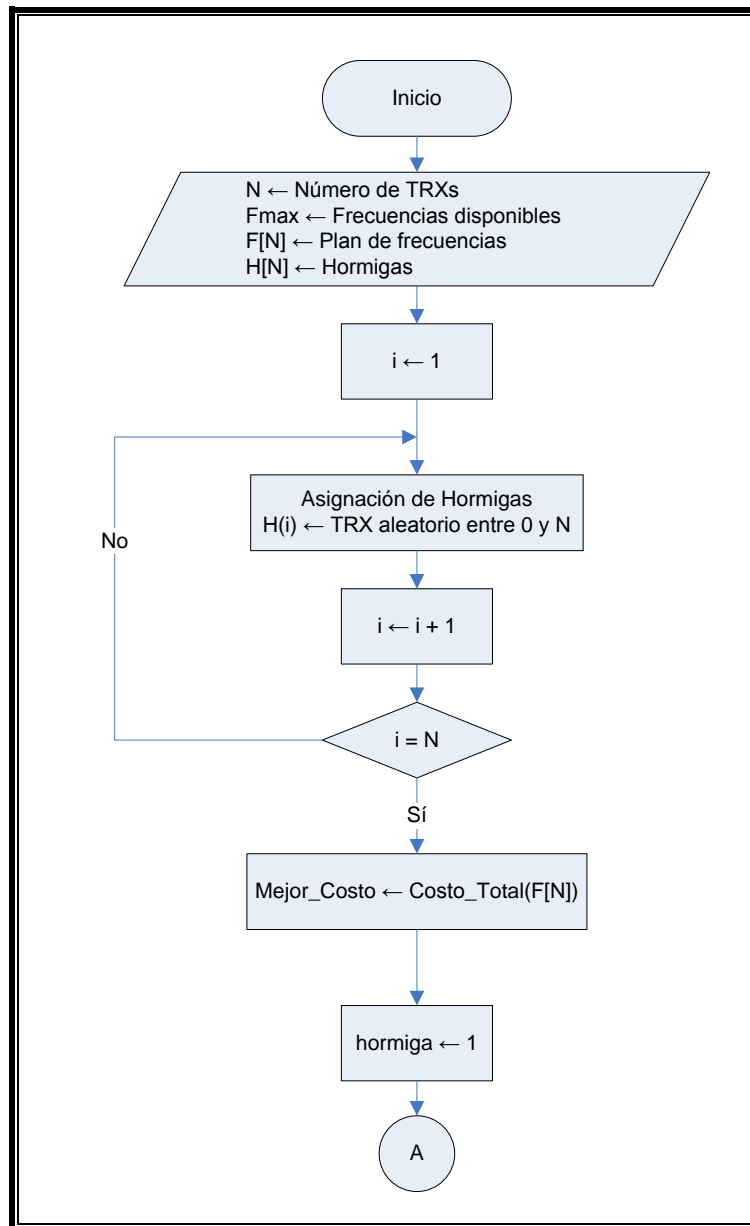 Inicio
N ← Número de TRXs
Fmax ← Frecuencias disponibles
F[N] ← Plan de frecuencias
H[N] ← Hormigas
i ← 1
Asignación de Hormigas
H(i) ← TRX aleatorio entre 0 y N
No
i ← i + 1
i = N
Sí
Mejor_Costo ← Costo_Total(F[N])
hormiga ← 1
A